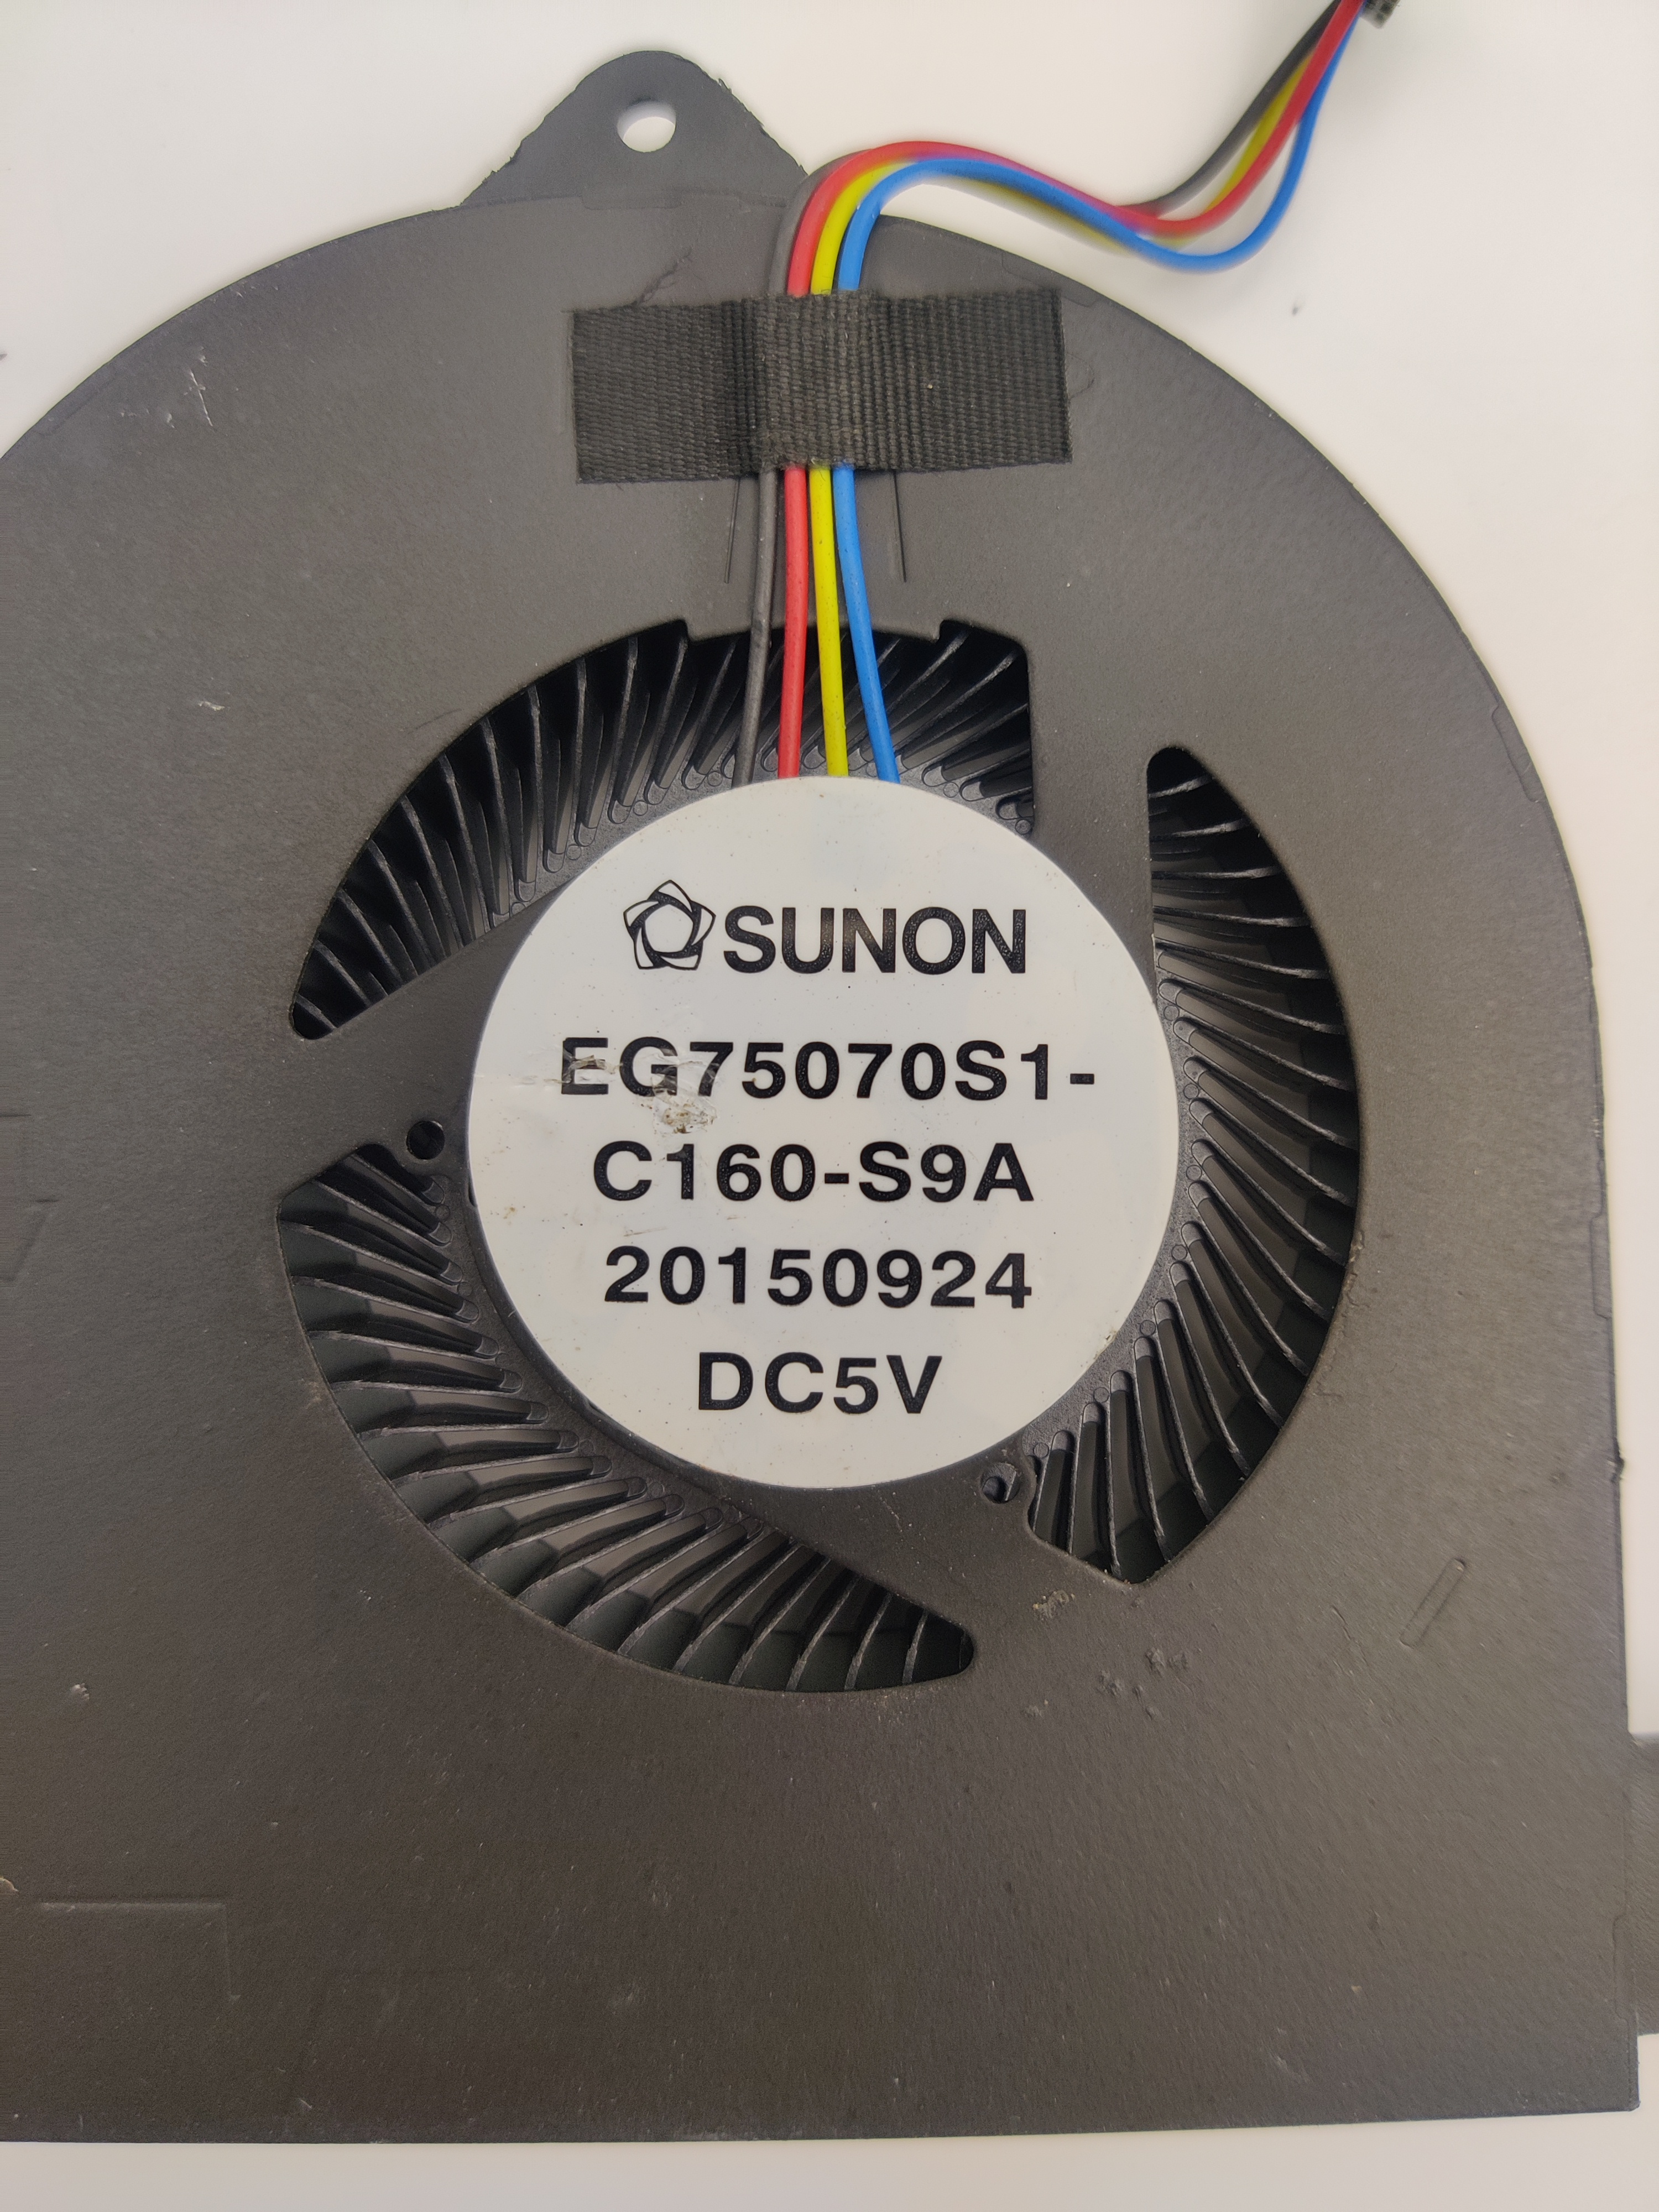 SUNON
EG75070S1-
C160-S9A
20150924
DC5V